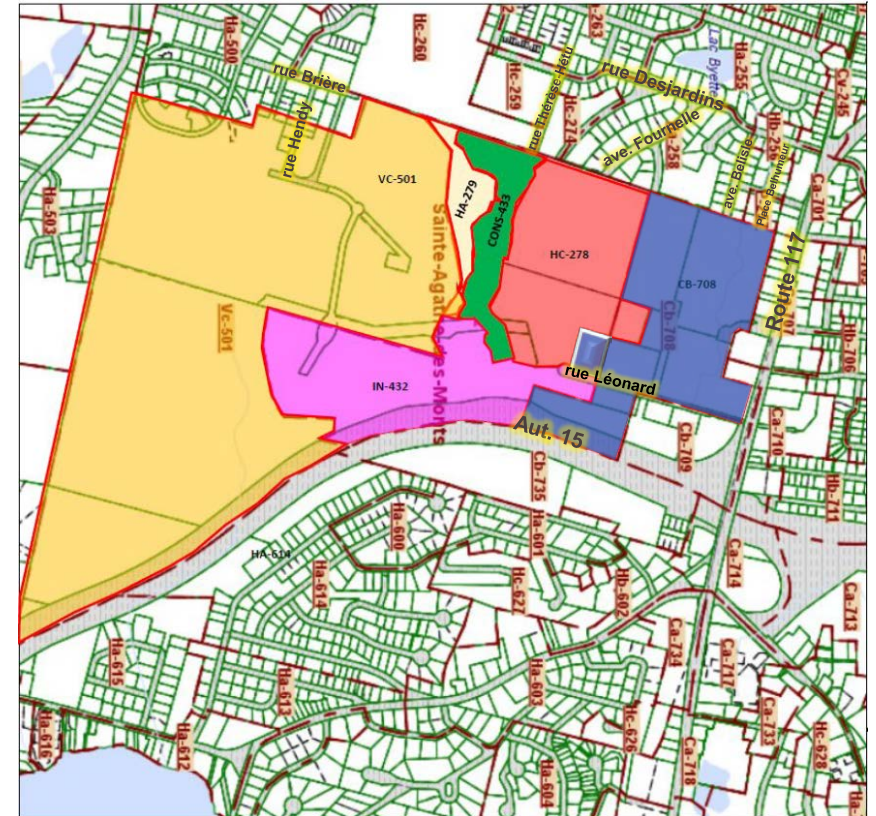 Ha-500
Hc-260
Hc-259
rue Thérèse-Hétu
Hc-274
rue Desjardins
Lac Byette
Ha-255
Cv-245
rue Brière
rue Hendy
ave. Fournelle
ave. Bélisle
Place Belhumeur
Ca-701
VC-501
HA-279
CONS-433
HC-278
CB-708
Cb-708
Route 117
Ha-503
Vc-501
Sainte-Agathe-des-Monts
Hb-706
IN-432
rue Léonard
Aut. 15
Cb-709
Ca-710
Hb-711
Cb-735
Ha-600
Ha-601
HA-614
Ha-614
Hc-627
Hb-602
Ca-714
Ca-713
Ha-615
Ha-613
Ha-603
Ca-734
Ca-717
Ca-733
Hc-628
Ha-616
Ha-612
Hc-626
Ca-718
Ha-604